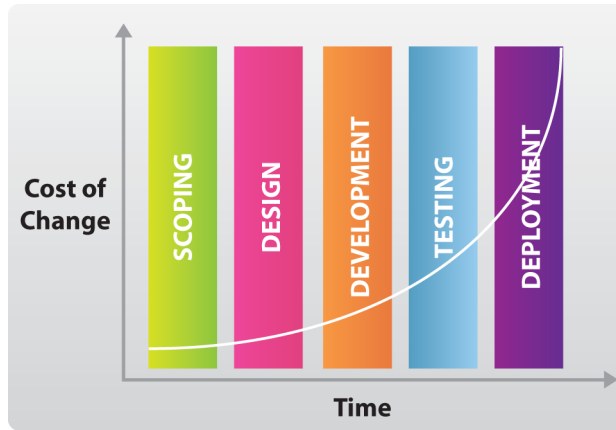 Cost of
Change
SCOPING
DESIGN
DEVELOPMENT
TESTING
DEPLOYMENT
Time